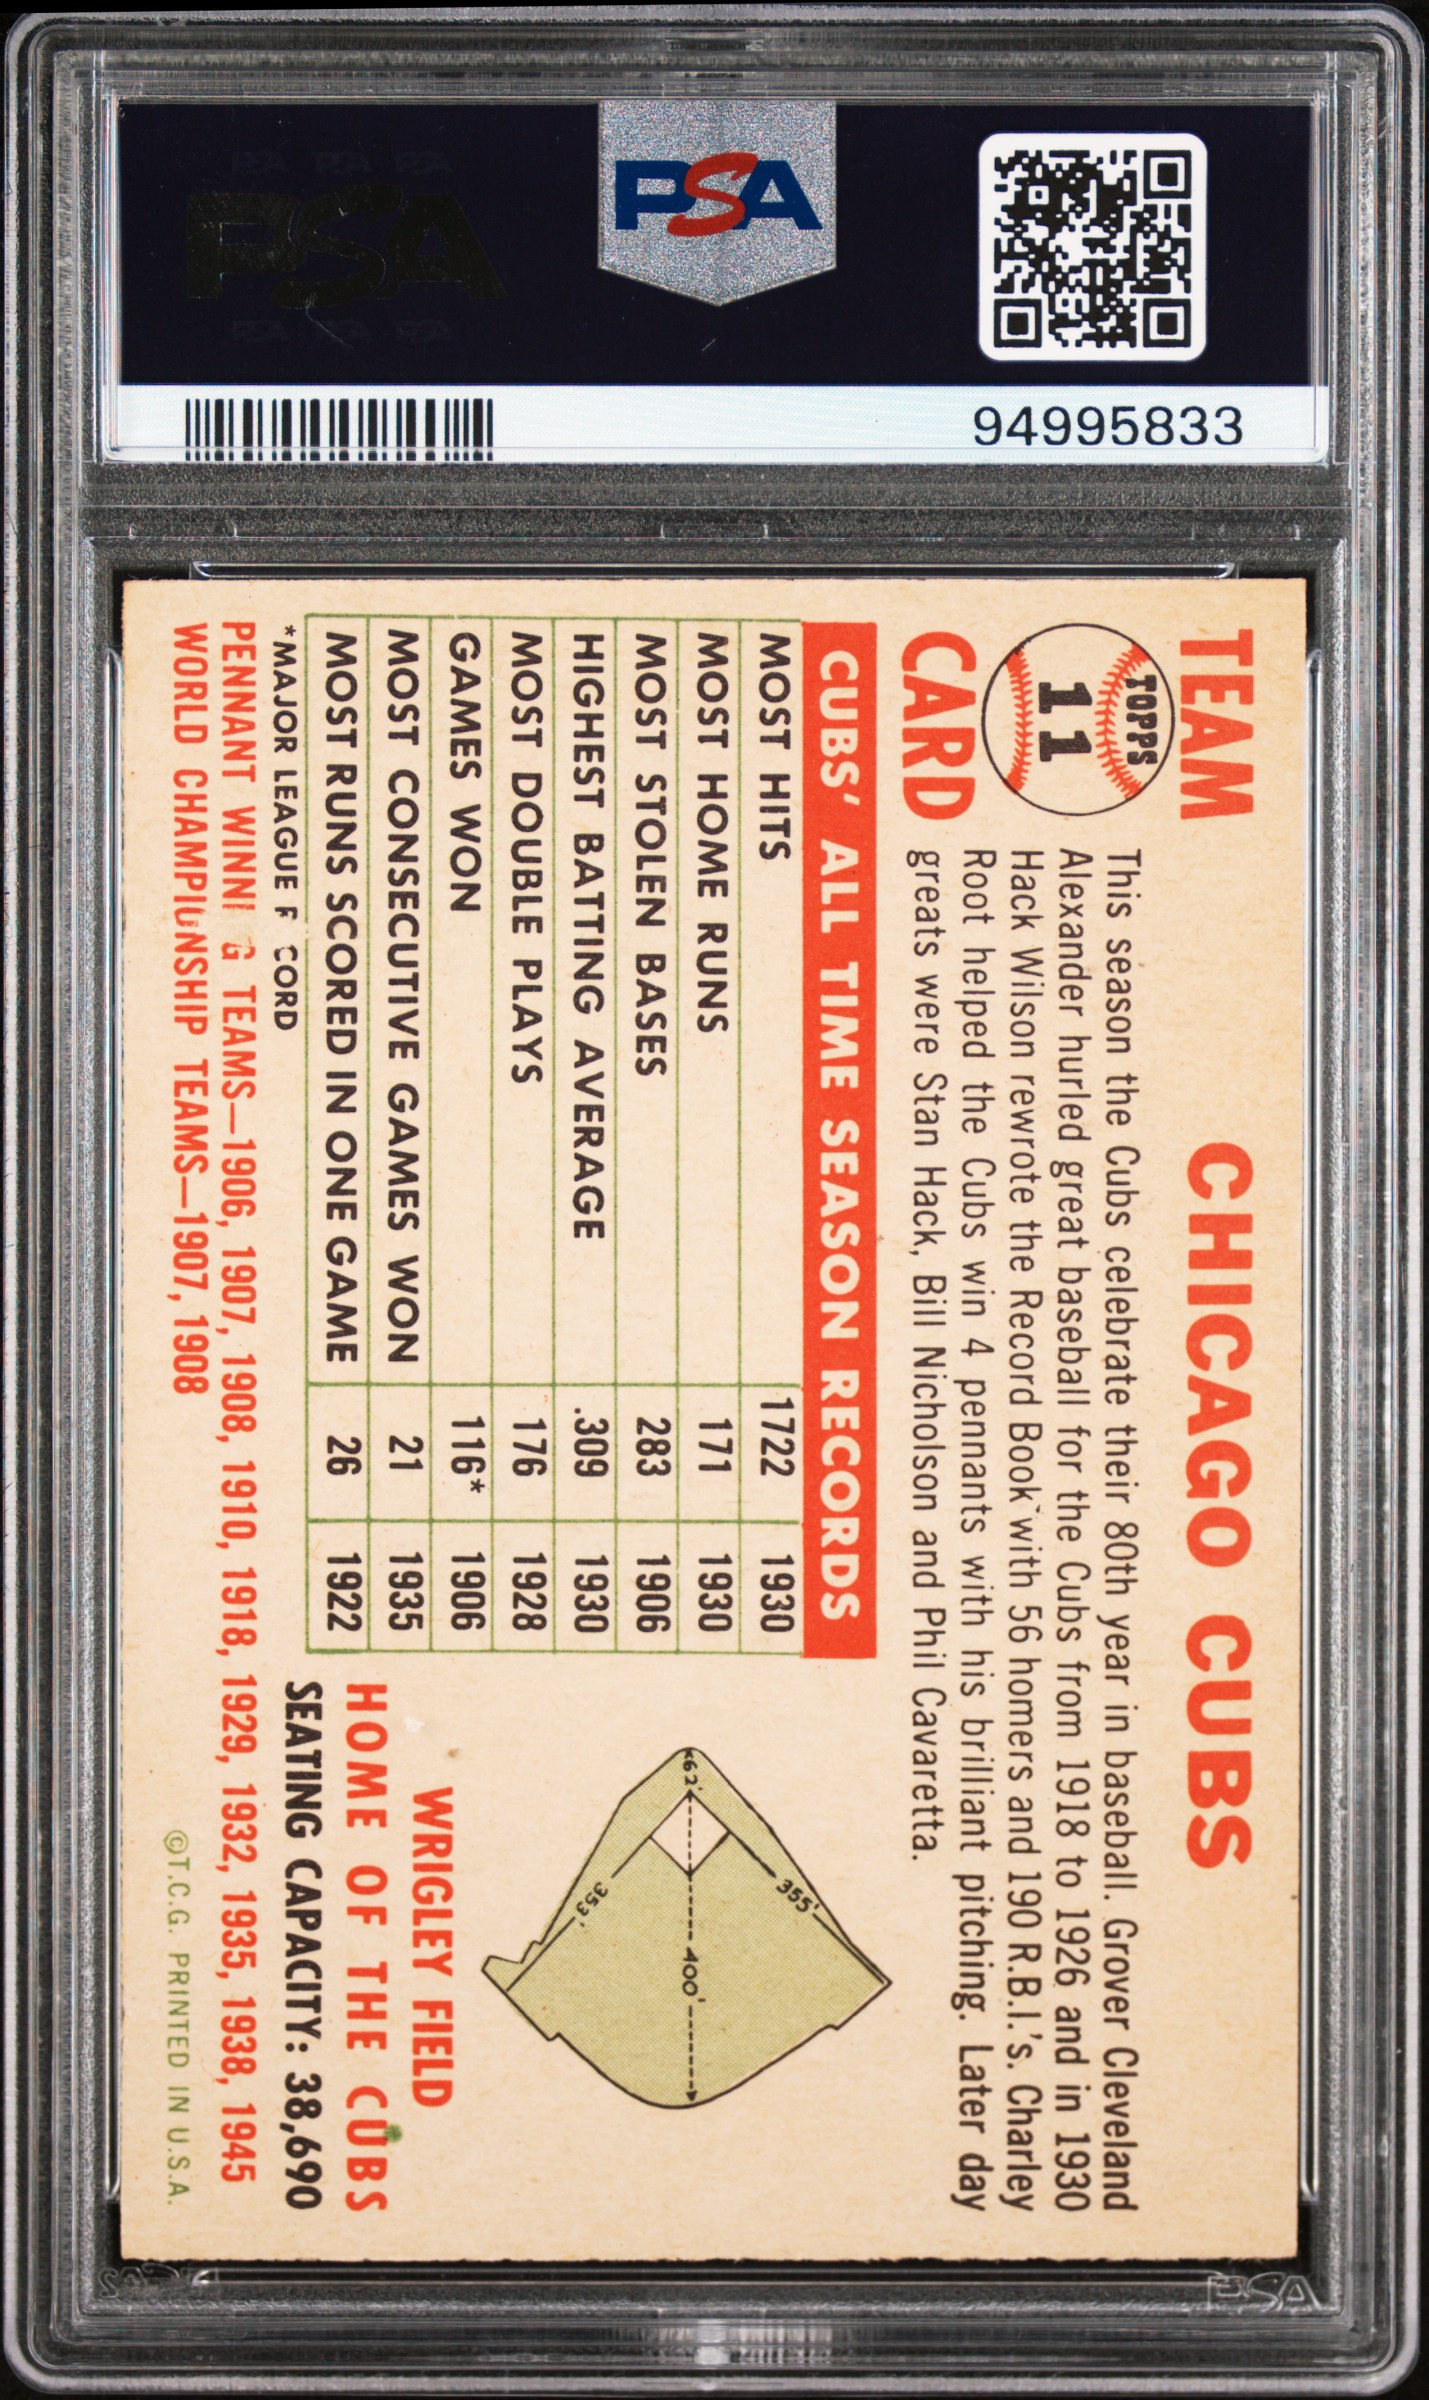 PSA
94995833
TEAM CARD
TOPPS
11
CHICAGO CUBS
This season the Cubs celebrate their 80th year in baseball. Grover Cleveland
Alexander hurled great baseball for the Cubs from 1918 to 1926 and in 1930
Hack Wilson rewrote the Record Book with 56 homers and 190 R.B.I.'s. Charley
Root helped the Cubs win 4 pennants with his brilliant pitching. Later day
greats were Stan Hack, Bill Nicholson and Phil Cavaretta.
CUBS' ALL TIME SEASON RECORDS
MOST HITS 1722 1930
MOST HOME RUNS 171 1930
MOST STOLEN BASES 283 1906
HIGHEST BATTING AVERAGE .309 1930
MOST DOUBLE PLAYS 176 1928
GAMES WON 116* 1906
MOST CONSECUTIVE GAMES WON 21 1935
MOST RUNS SCORED IN ONE GAME 26 1922
*MAJOR LEAGUE R CORD
PENNANT WINNI G TEAMS—1906, 1907, 1908, 1910, 1918, 1929, 1932, 1935, 1938, 1945
WORLD CHAMPIONSHIP TEAMS—1907, 1908
62'
355'
353'
400'
WRIGLEY FIELD
HOME OF THE CUBS
SEATING CAPACITY: 38,690
©T.C.G. PRINTED IN U.S.A.
PSA